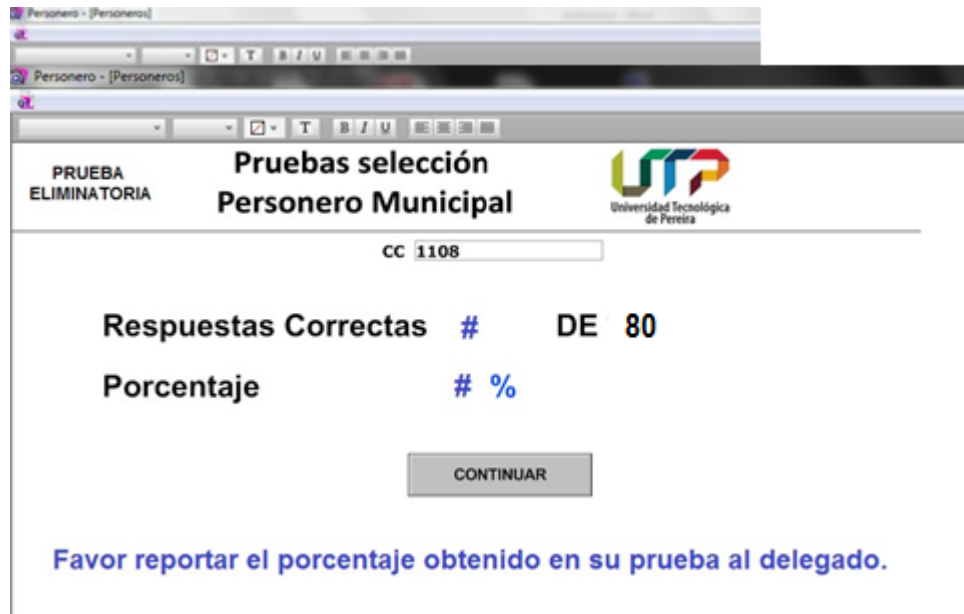 Personero - [Personeros]
T B I U
Personero - [Personeros]
T B I U
PRUEBA
ELIMINATORIA
Pruebas selección
Personero Municipal
UTP
Universidad Tecnológica
de Pereira
CC 1108
Respuestas Correctas # DE 80
Porcentaje # %
CONTINUAR
Favor reportar el porcentaje obtenido en su prueba al delegado.